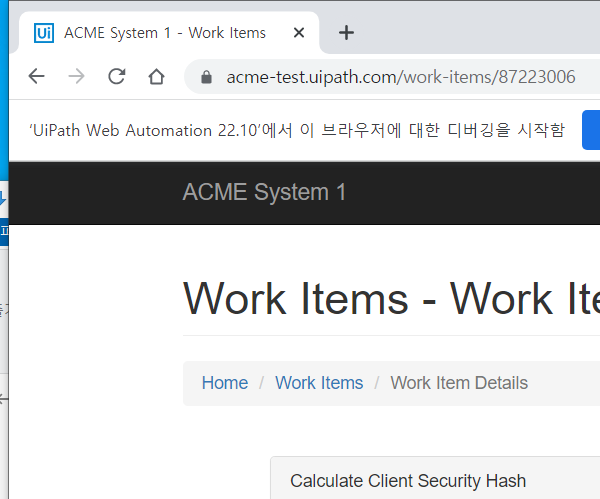 Ui ACME System 1 - Work Items
acme-test.uipath.com/work-items/87223006
'UiPath Web Automation 22.10'에서 이 브라우저에 대한 디버깅을 시작함
ACME System 1
Work Items - Work Ite
Home / Work Items / Work Item Details
Calculate Client Security Hash